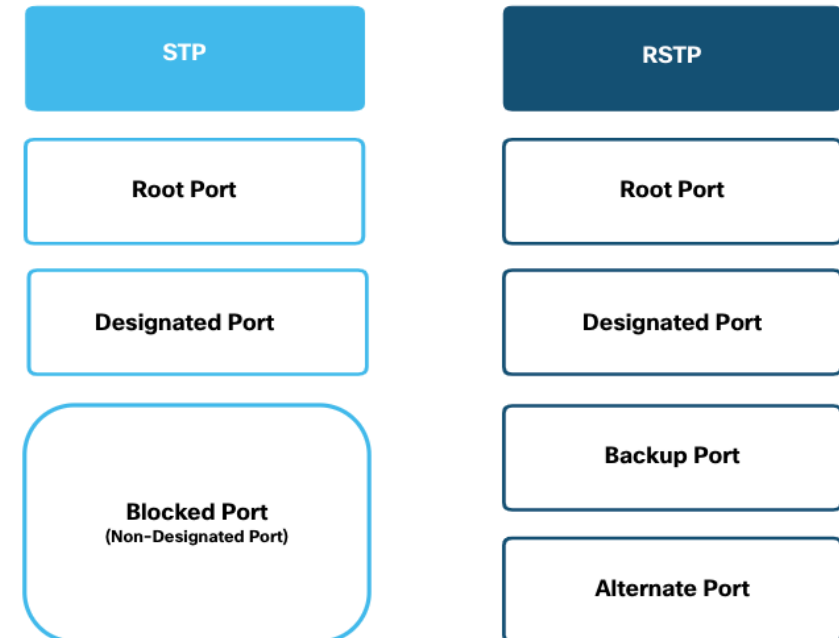 STP
Root Port
Designated Port
Blocked Port
(Non-Designated Port)
RSTP
Root Port
Designated Port
Backup Port
Alternate Port